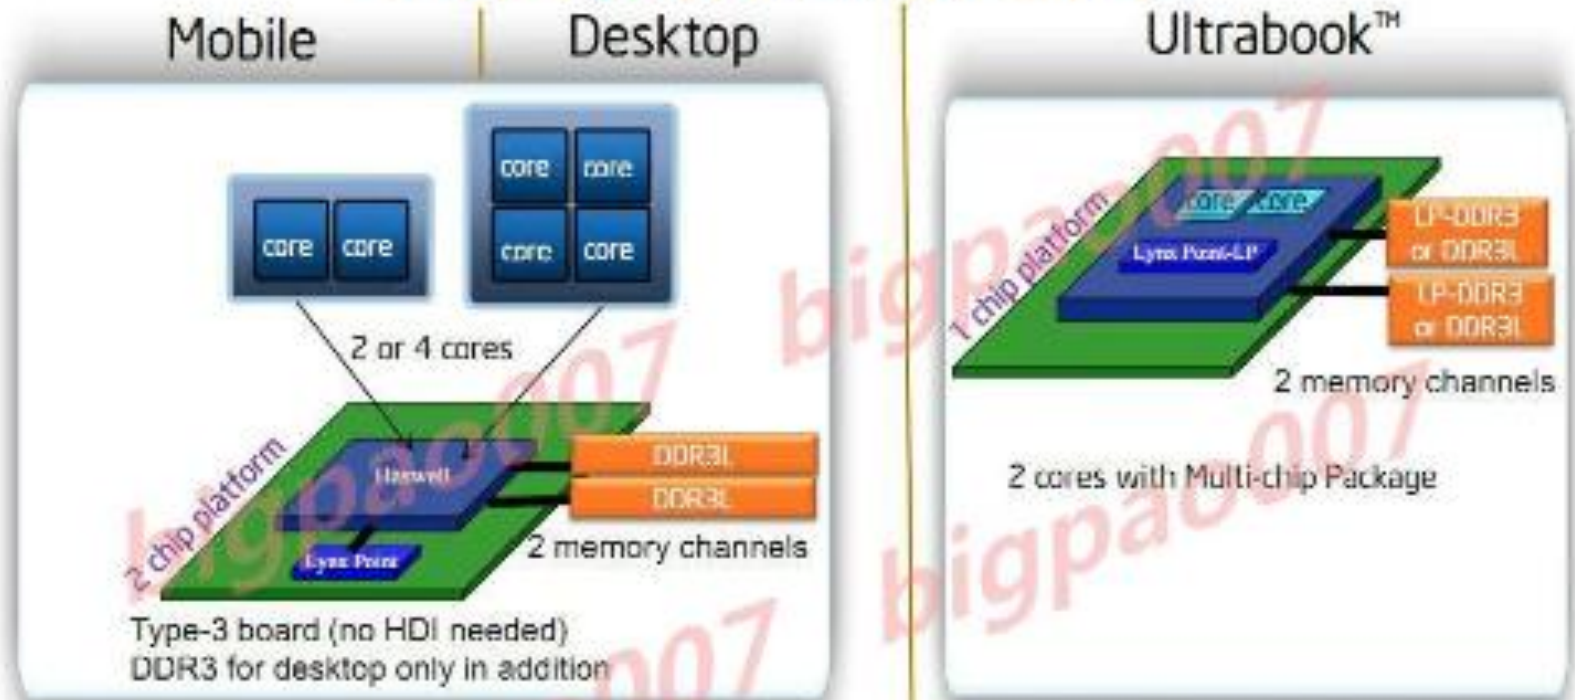 Mobile
Desktop
core core
core core
core core
2 or 4 cores
2 chip platform
Haswell
Lynx Point
DDR3L
DDR3L
2 memory channels
Type-3 board (no HDI needed)
DDR3 for desktop only in addition
Ultrabook™
1 chip platform
core core
Lynx Point-LP
LP-DDR3
or DDR3L
LP-DDR3
or DDR3L
2 memory channels
2 cores with Multi-chip Package
bigpao007
bigpao007
bigpao007
007